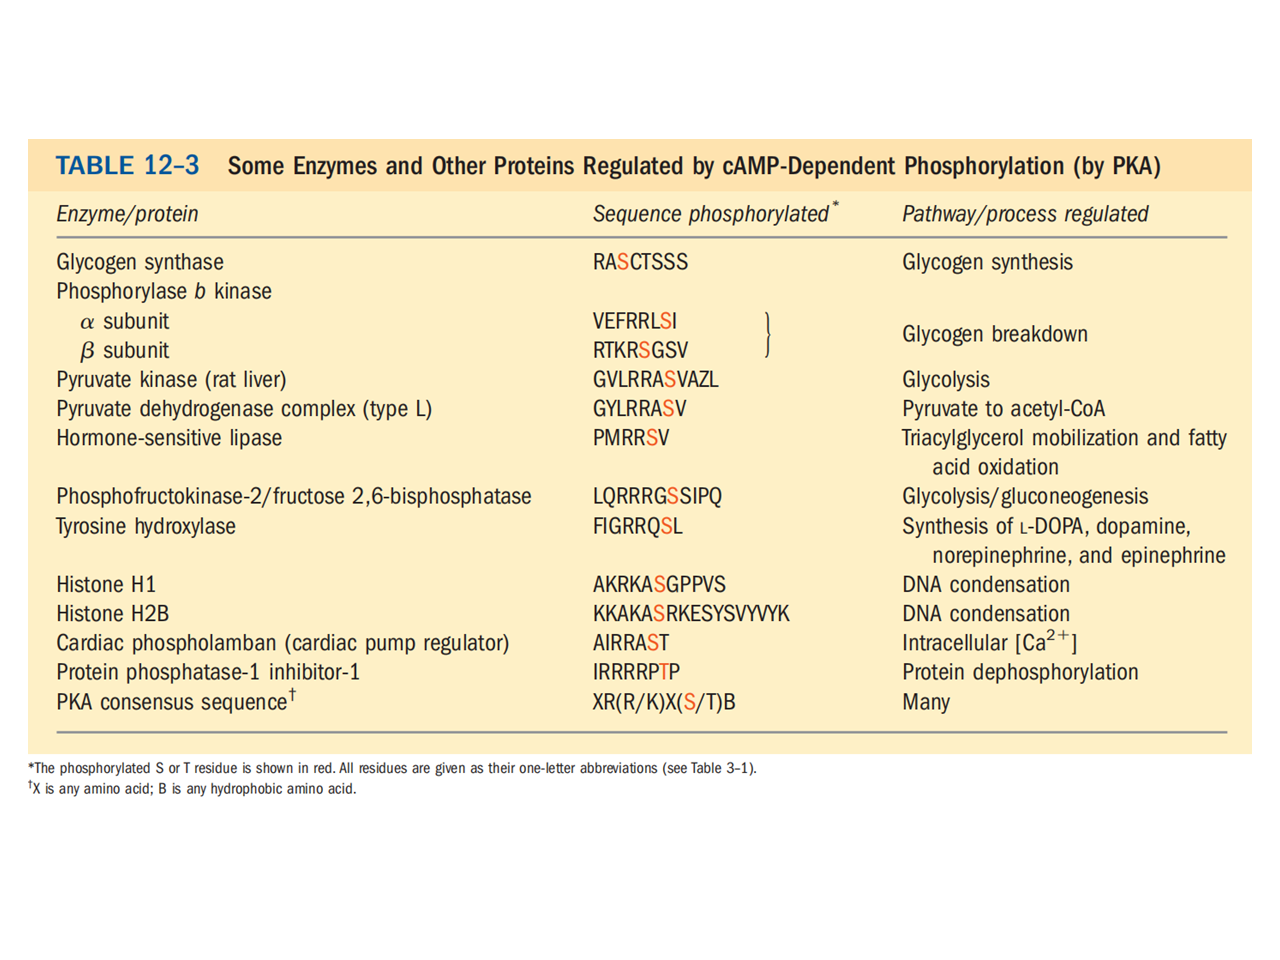 TABLE 12–3 Some Enzymes and Other Proteins Regulated by cAMP-Dependent Phosphorylation (by PKA)
Enzyme/protein Sequence phosphorylated* Pathway/process regulated
Glycogen synthase RASCTSSS Glycogen synthesis
Phosphorylase b kinase
α subunit VEFRRLSI
Glycogen breakdown
β subunit RTKRSGSV
Pyruvate kinase (rat liver) GVLRRASVAZL Glycolysis
Pyruvate dehydrogenase complex (type L) GYLRRASV Pyruvate to acetyl-CoA
Hormone-sensitive lipase PMRRSV Triacylglycerol mobilization and fatty
acid oxidation
Phosphofructokinase-2/fructose 2,6-bisphosphatase LQRRRGSSIPQ Glycolysis/gluconeogenesis
Tyrosine hydroxylase FIGRRQSL Synthesis of L-DOPA, dopamine,
norepinephrine, and epinephrine
Histone H1 AKRKASGPPVS DNA condensation
Histone H2B KKAKASRKESYSVYVYK DNA condensation
Cardiac phospholamban (cardiac pump regulator) AIRRAST Intracellular [Ca²⁺]
Protein phosphatase-1 inhibitor-1 IRRRRPTP Protein dephosphorylation
PKA consensus sequence† XR(R/K)X(S/T)B Many
*The phosphorylated S or T residue is shown in red. All residues are given as their one-letter abbreviations (see Table 3–1).
†X is any amino acid; B is any hydrophobic amino acid.